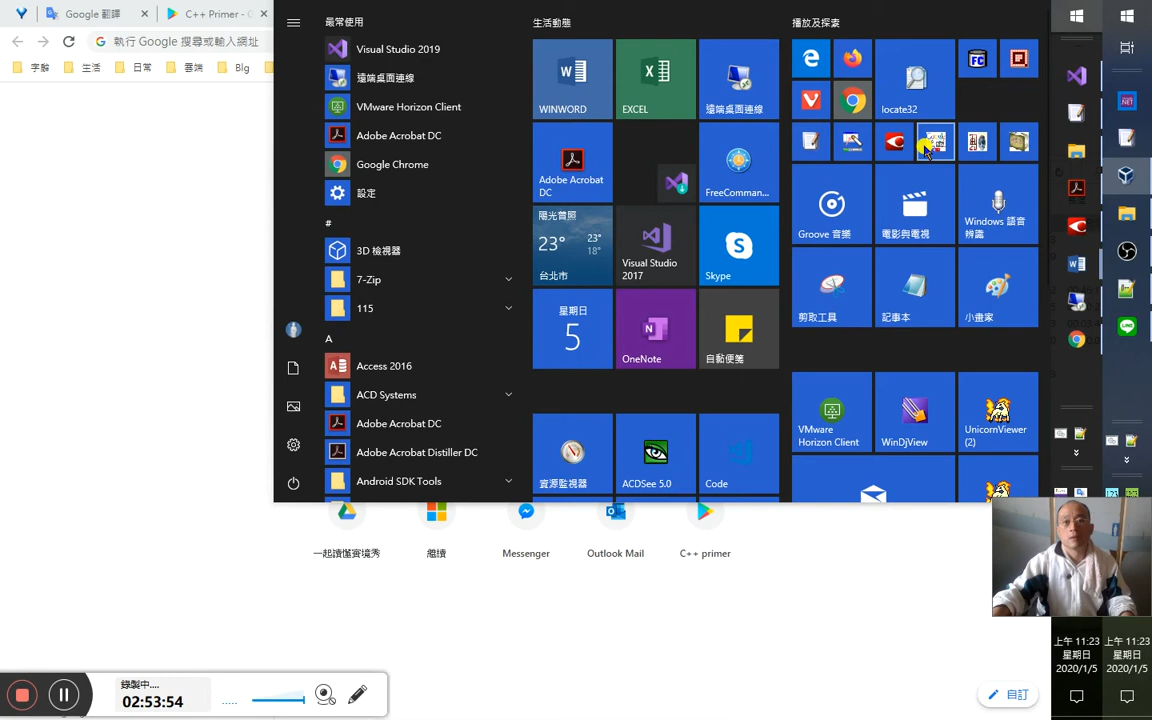 Google 翻譯
C++ Primer - G
執行 Google 搜尋或輸入網址
字辭
生活
日常
雲端
Blg
最常使用
Visual Studio 2019
遠端桌面連線
VMware Horizon Client
Adobe Acrobat DC
Google Chrome
設定
#
3D 檢視器
7-Zip
115
A
Access 2016
ACD Systems
Adobe Acrobat DC
Adobe Acrobat Distiller DC
Android SDK Tools
生活動態
WINWORD
EXCEL
遠端桌面連線
Adobe Acrobat
DC
FreeComman...
陽光普照
23°
23°
18°
台北市
Visual Studio
2017
Skype
星期日
5
OneNote
自黏便箋
資源監視器
ACDSee 5.0
Code
播放及探索
locate32
Groove 音樂
電影與電視
Windows 語音
辨識
剪取工具
記事本
小畫家
VMware
Horizon Client
WinDjView
UnicornViewer
(2)
一起讀懂賓境秀
繼續
Messenger
Outlook Mail
C++ primer
錄製中....
02:53:54
自訂
上午 11:23
星期日
2020/1/5
上午 11:23
星期日
2020/1/5